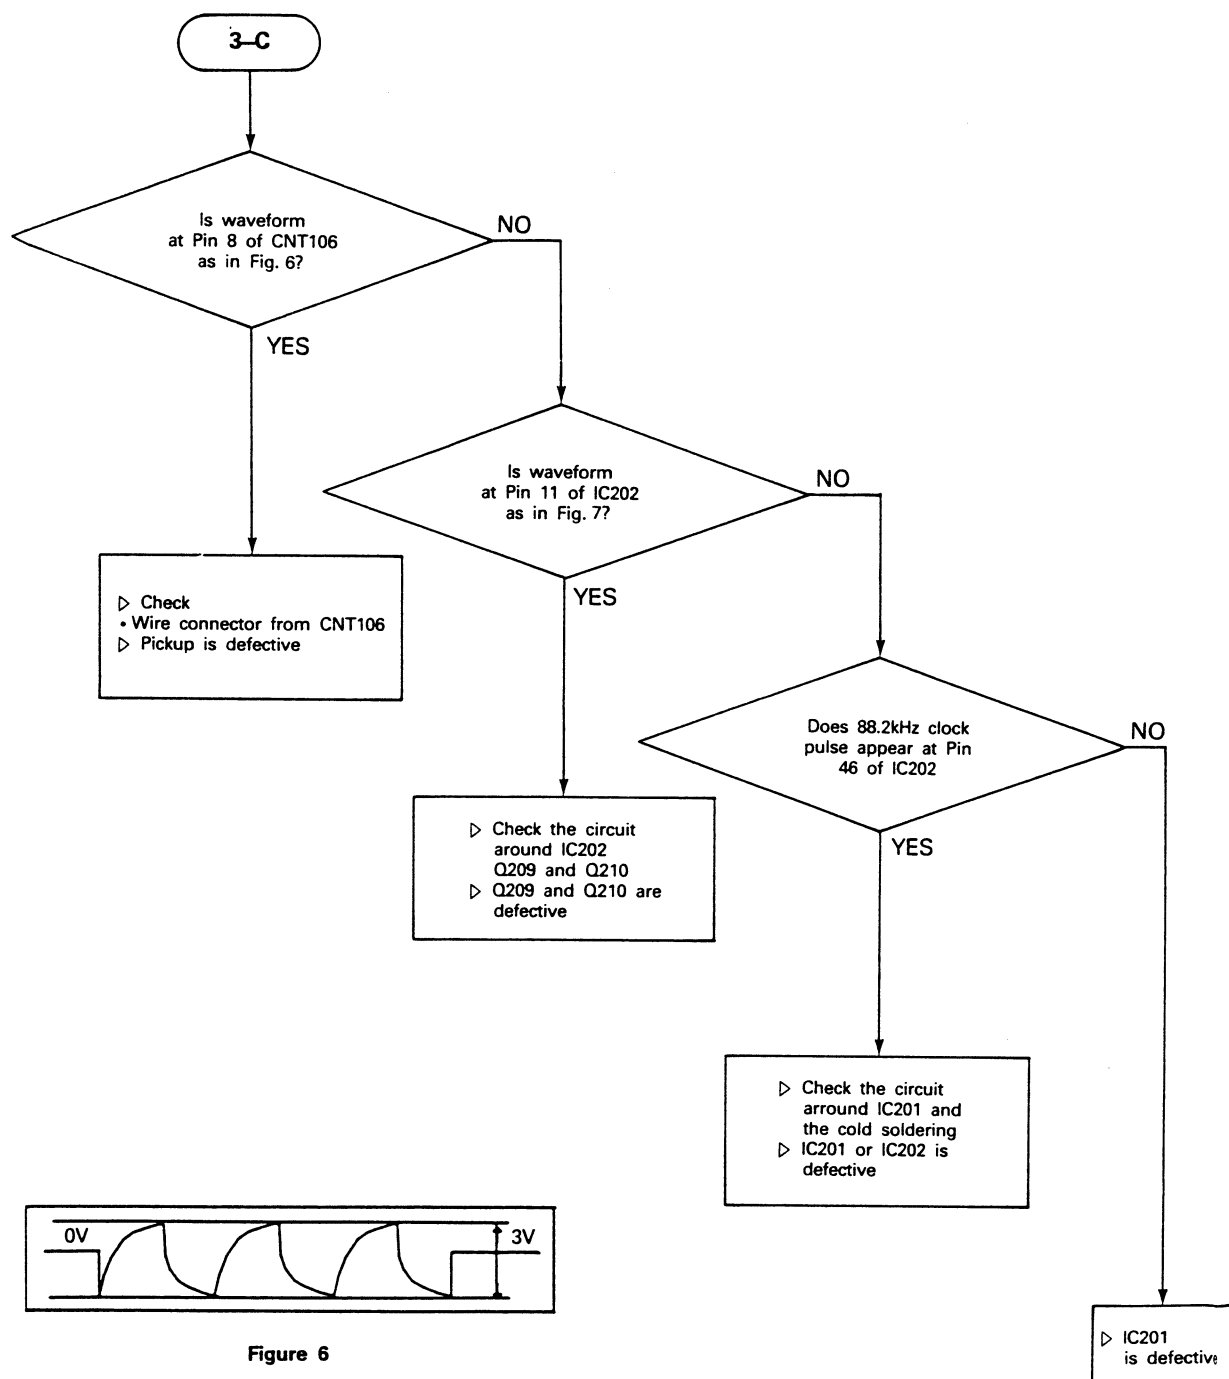 3–C
Is waveform
at Pin 8 of CNT106
as in Fig. 6?
NO
YES
Is waveform
at Pin 11 of IC202
as in Fig. 7?
NO
YES
▷ Check
• Wire connector from CNT106
▷ Pickup is defective
Does 88.2kHz clock
pulse appear at Pin
46 of IC202
NO
YES
▷ Check the circuit
around IC202
Q209 and Q210
▷ Q209 and Q210 are
defective
▷ Check the circuit
arround IC201 and
the cold soldering
▷ IC201 or IC202 is
defective
0V
3V
Figure 6
▷ IC201
is defective